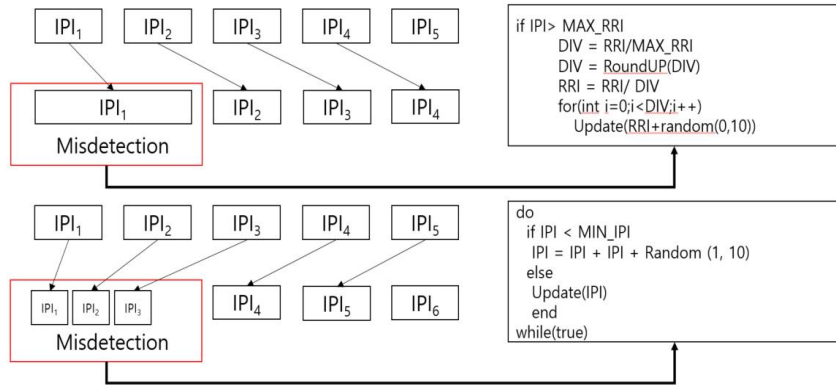 IPI₁ IPI₂ IPI₃ IPI₄ IPI₅
IPI₁ IPI₂ IPI₃ IPI₄
Misdetection
if IPI> MAX_RRI
DIV = RRI/MAX_RRI
DIV = RoundUP(DIV)
RRI = RRI/ DIV
for(int i=0;i<DIV;i++)
Update(RRI+random(0,10))
IPI₁ IPI₂ IPI₃ IPI₄ IPI₅
IPI₁ IPI₂ IPI₃ IPI₄ IPI₅ IPI₆
Misdetection
do
if IPI < MIN_IPI
IPI = IPI + IPI + Random (1, 10)
else
Update(IPI)
end
while(true)